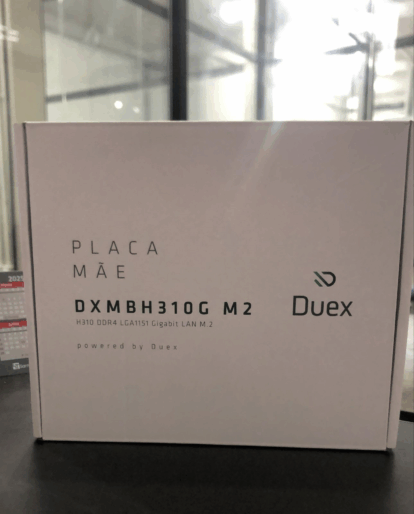 PLACA
MÃE
DXMBH310G M2
H310 DDR4 LGA1151 Gigabit LAN M.2
powered by Duex
Duex